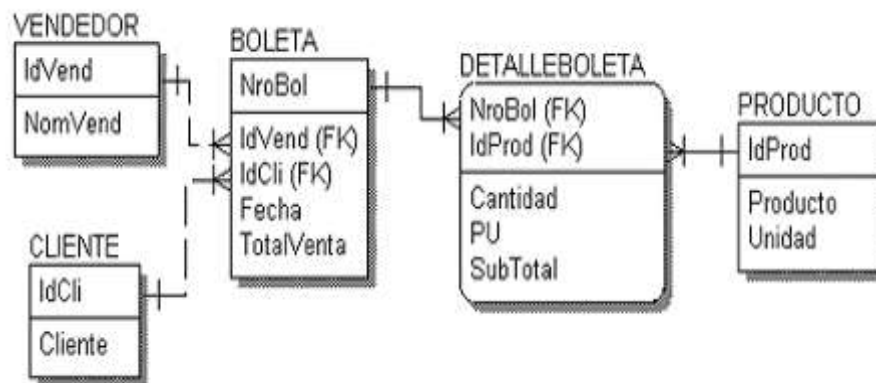 VENDEDOR
IdVend
NomVend
BOLETA
NroBol
IdVend (FK)
IdCli (FK)
Fecha
TotalVenta
DETALLEBOLETA
NroBol (FK)
IdProd (FK)
Cantidad
PU
SubTotal
PRODUCTO
IdProd
Producto
Unidad
CLIENTE
IdCli
Cliente